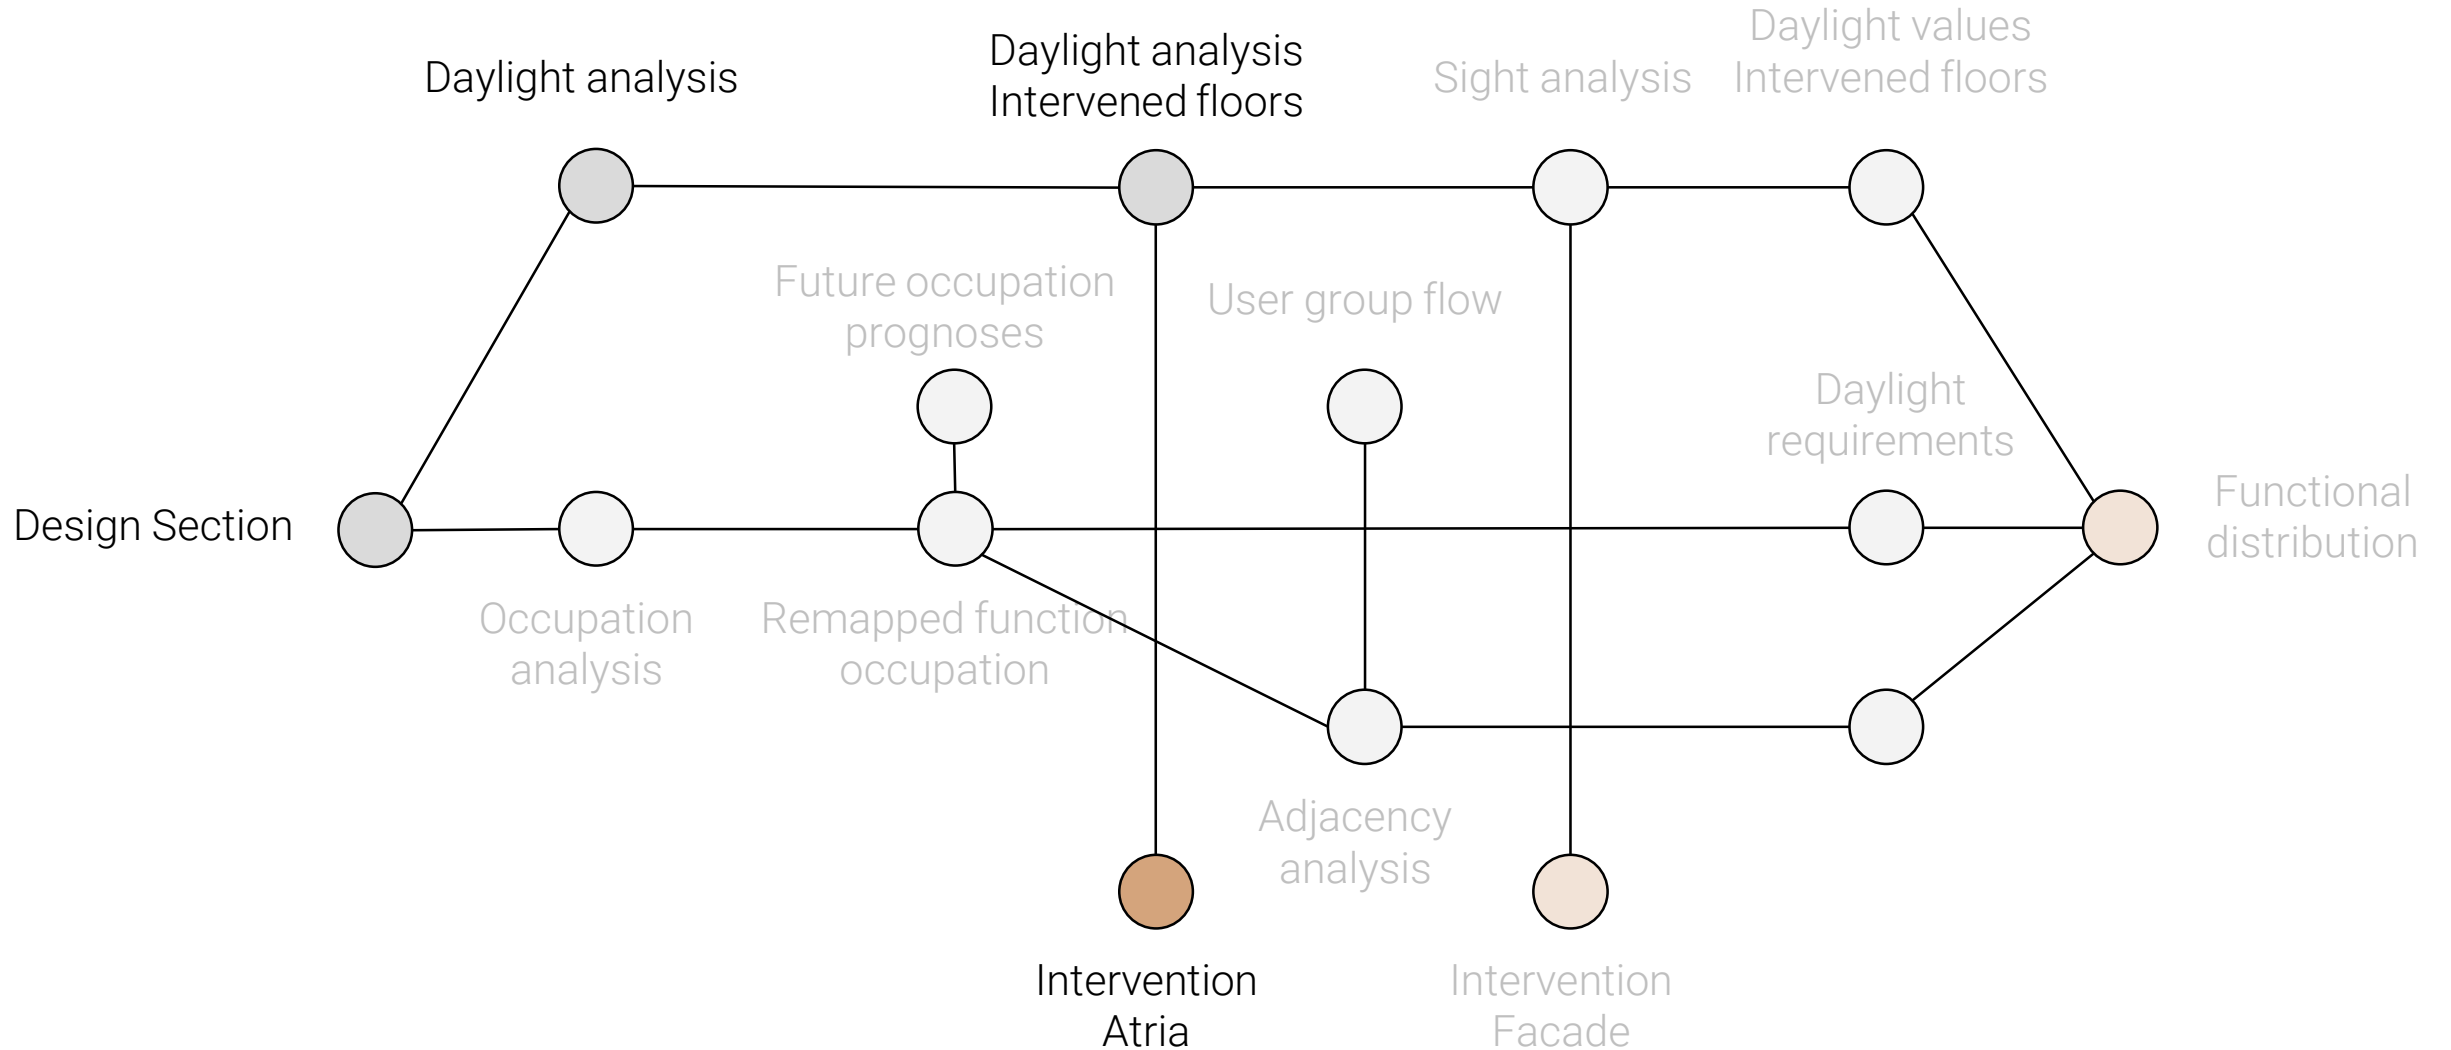 Daylight analysis
Daylight analysis
Intervened floors
Sight analysis
Daylight values
Intervened floors
Future occupation
prognoses
User group flow
Daylight
requirements
Design Section
Functional
distribution
Occupation
analysis
Remapped function
occupation
Adjacency
analysis
Intervention
Atria
Intervention
Facade